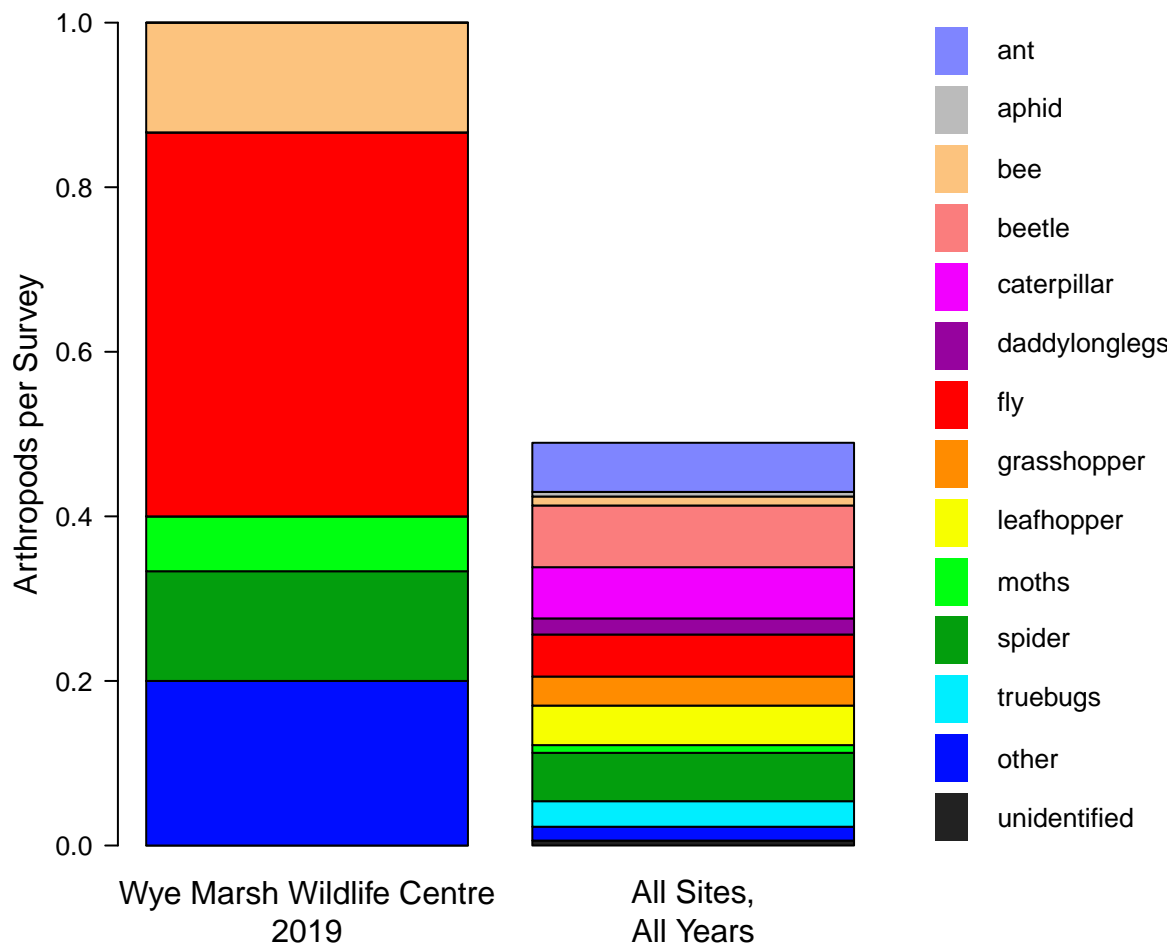 1.0
0.8
0.6
0.4
0.2
0.0
Arthropods per Survey
Wye Marsh Wildlife Centre
2019
All Sites,
All Years
ant
aphid
bee
beetle
caterpillar
daddylonglegs
fly
grasshopper
leafhopper
moths
spider
truebugs
other
unidentified